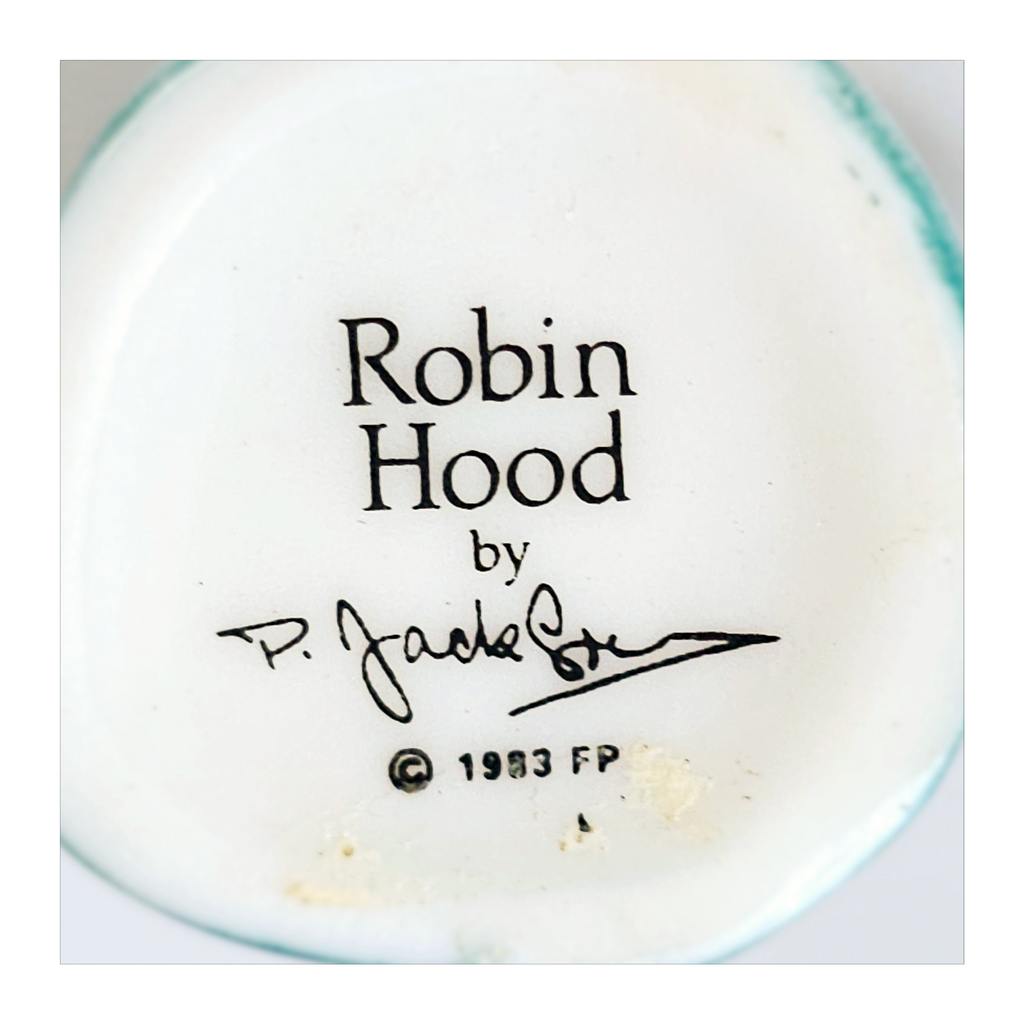 Robin
Hood
by
P. Jackson
© 1983 FP